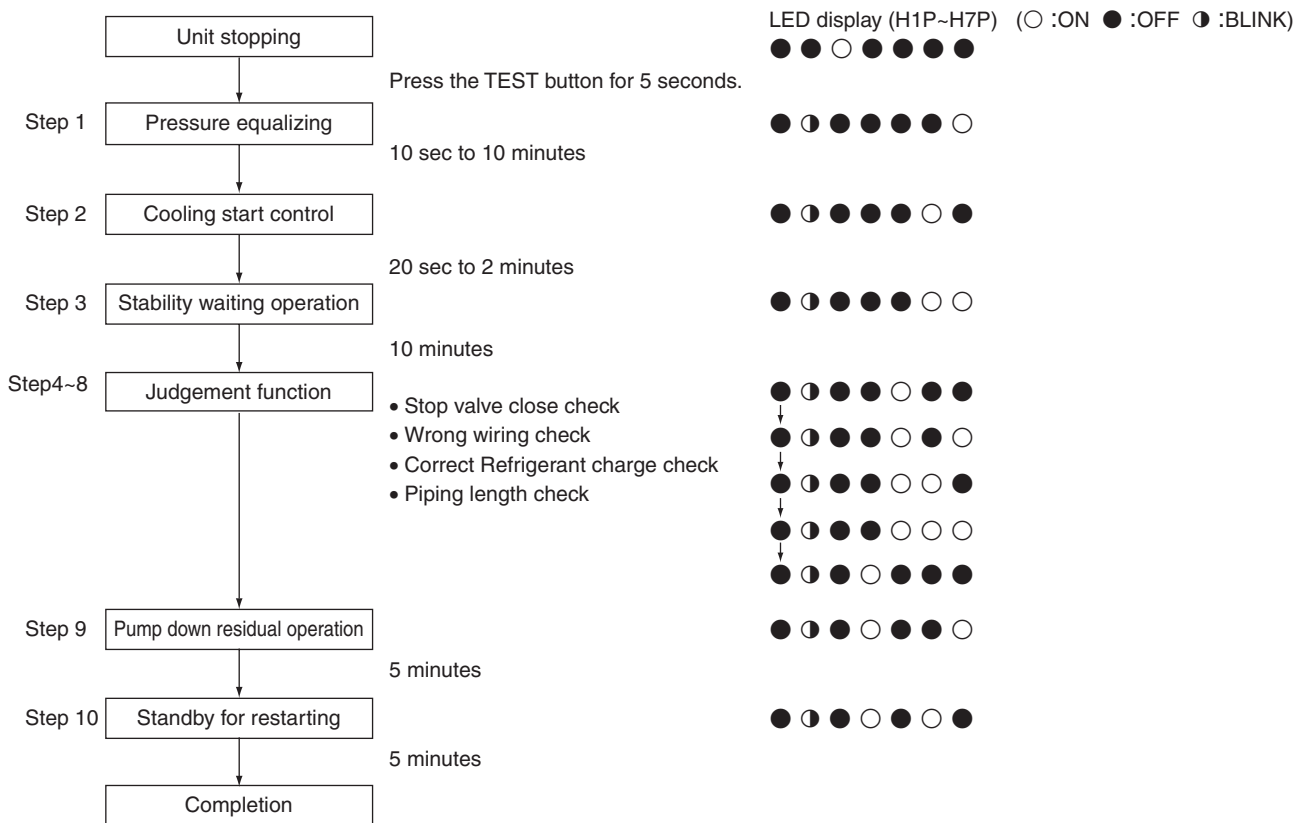 LED display (H1P~H7P) (○ :ON ● :OFF ◑ :BLINK)
Unit stopping
● ● ○ ● ● ● ●
Press the TEST button for 5 seconds.
Step 1 Pressure equalizing
● ◑ ● ● ● ● ○
10 sec to 10 minutes
Step 2 Cooling start control
● ◑ ● ● ● ○ ●
20 sec to 2 minutes
Step 3 Stability waiting operation
● ◑ ● ● ● ○ ○
10 minutes
Step4~8 Judgement function
● ◑ ● ● ○ ● ●
• Stop valve close check
• Wrong wiring check
● ◑ ● ● ○ ● ○
• Correct Refrigerant charge check
● ◑ ● ● ○ ○ ●
• Piping length check
● ◑ ● ● ○ ○ ○
● ◑ ● ○ ● ● ●
Step 9 Pump down residual operation
● ◑ ● ○ ● ● ○
5 minutes
Step 10 Standby for restarting
● ◑ ● ○ ● ○ ●
5 minutes
Completion